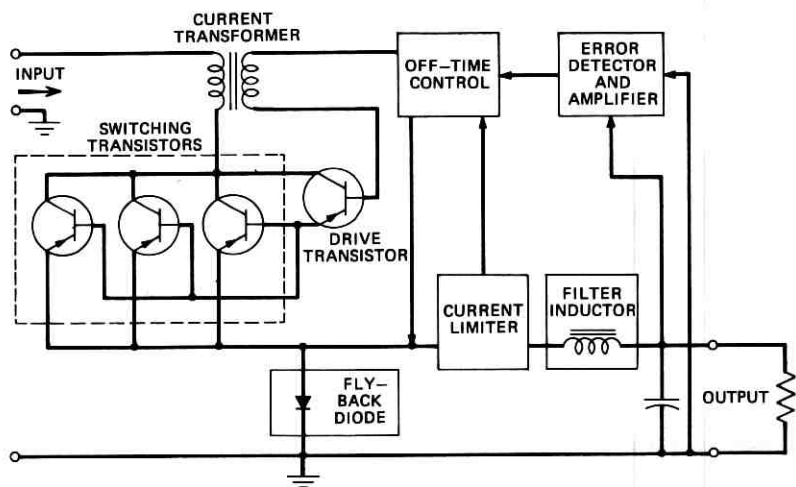 CURRENT
TRANSFORMER
INPUT
SWITCHING
TRANSISTORS
OFF-TIME
CONTROL
ERROR
DETECTOR
AND
AMPLIFIER
DRIVE
TRANSISTOR
CURRENT
LIMITER
FILTER
INDUCTOR
FLY-
BACK
DIODE
OUTPUT